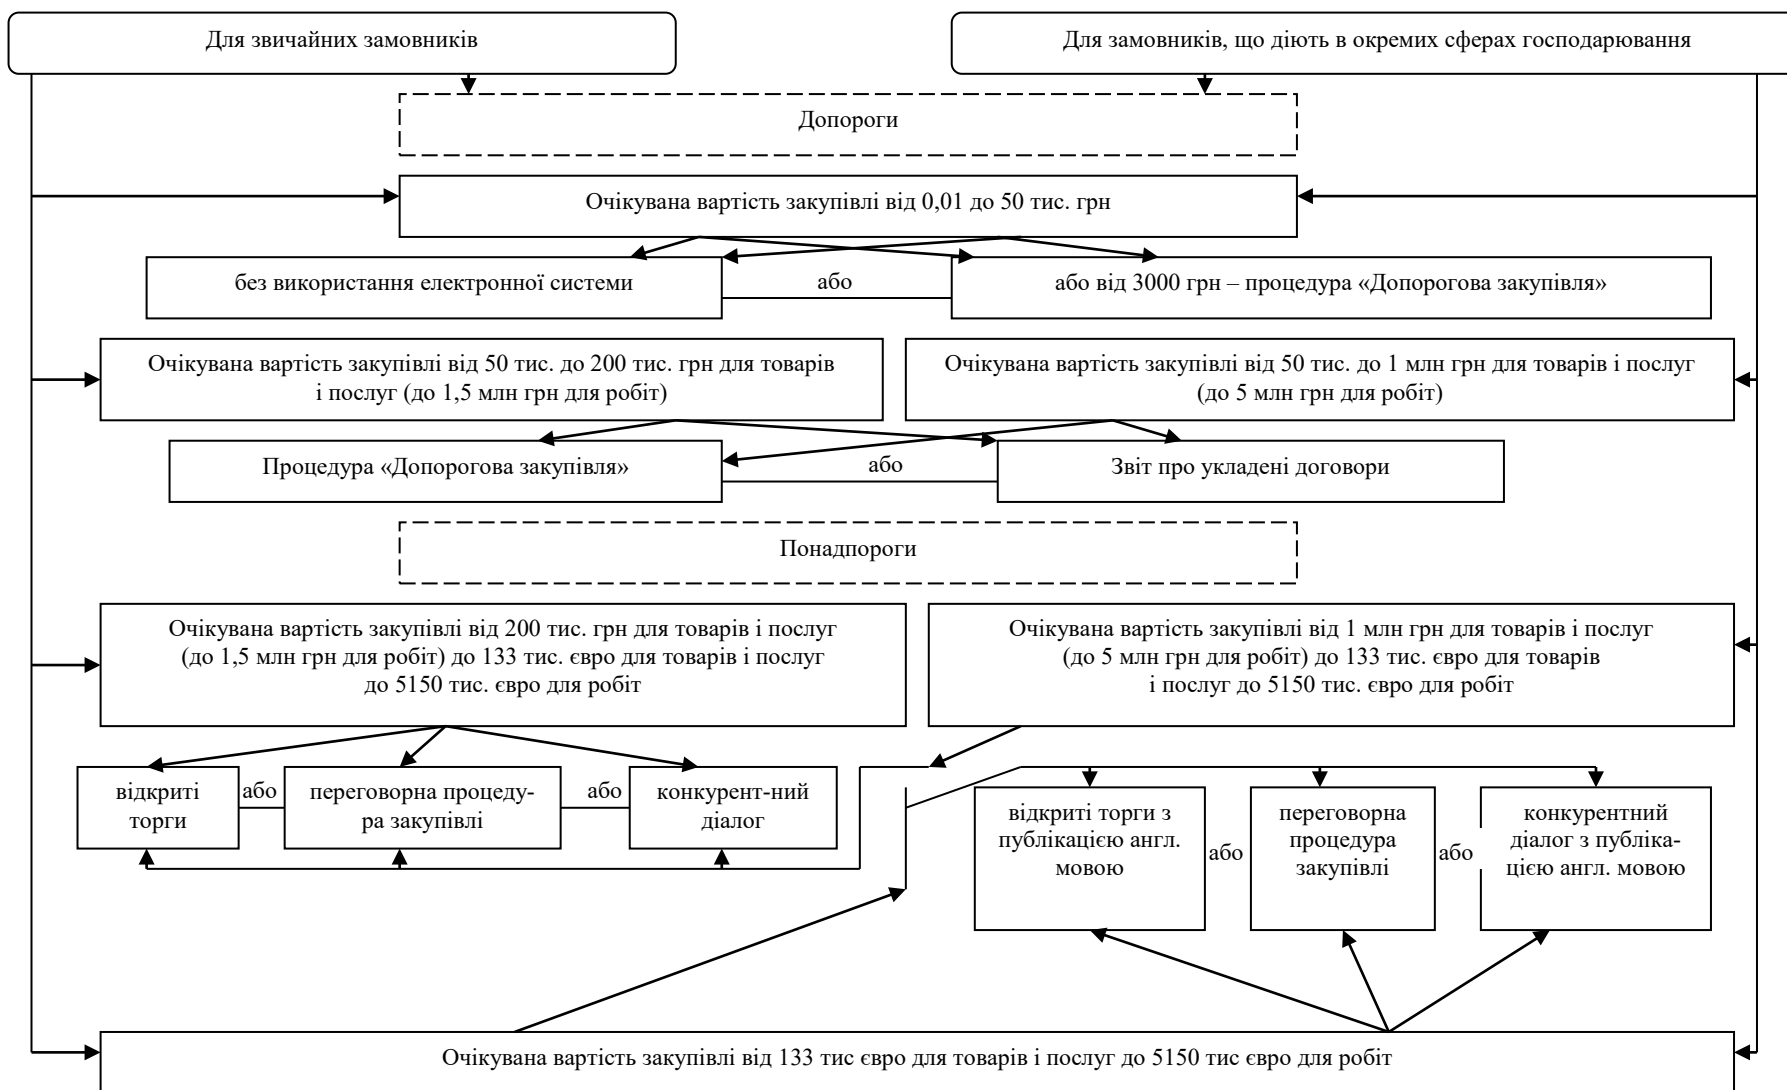 Для звичайних замовників
Для замовників, що діють в окремих сферах господарювання
Допороги
Очікувана вартість закупівлі від 0,01 до 50 тис. грн
без використання електронної системи
або
або від 3000 грн – процедура «Допорогова закупівля»
Очікувана вартість закупівлі від 50 тис. до 200 тис. грн для товарів
і послуг (до 1,5 млн грн для робіт)
Очікувана вартість закупівлі від 50 тис. до 1 млн грн для товарів і послуг
(до 5 млн грн для робіт)
Процедура «Допорогова закупівля»
або
Звіт про укладені договори
Понадпороги
Очікувана вартість закупівлі від 200 тис. грн для товарів і послуг
(до 1,5 млн грн для робіт) до 133 тис. євро для товарів і послуг
до 5150 тис. євро для робіт
Очікувана вартість закупівлі від 1 млн грн для товарів і послуг
(до 5 млн грн для робіт) до 133 тис. євро для товарів
і послуг до 5150 тис. євро для робіт
відкриті
торги
або
переговорна процеду-
ра закупівлі
або
конкурент-ний
діалог
відкриті торги з
публікацією англ.
мовою
або
переговорна
процедура
закупівлі
або
конкурентний
діалог з публіка-
цією англ. мовою
Очікувана вартість закупівлі від 133 тис євро для товарів і послуг до 5150 тис євро для робіт